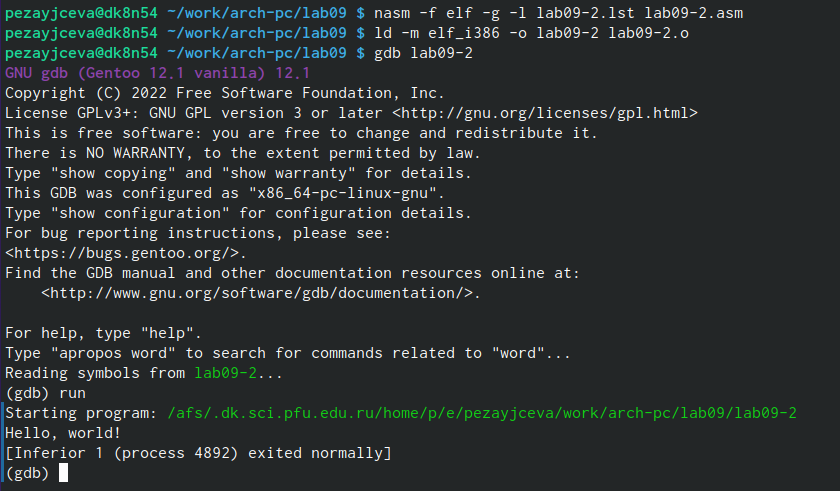 pezayjceva@dk8n54 ~/work/arch-pc/lab09 $ nasm -f elf -g -l lab09-2.lst lab09-2.asm
pezayjceva@dk8n54 ~/work/arch-pc/lab09 $ ld -m elf_i386 -o lab09-2 lab09-2.o
pezayjceva@dk8n54 ~/work/arch-pc/lab09 $ gdb lab09-2
GNU gdb (Gentoo 12.1 vanilla) 12.1
Copyright (C) 2022 Free Software Foundation, Inc.
License GPLv3+: GNU GPL version 3 or later <http://gnu.org/licenses/gpl.html>
This is free software: you are free to change and redistribute it.
There is NO WARRANTY, to the extent permitted by law.
Type "show copying" and "show warranty" for details.
This GDB was configured as "x86_64-pc-linux-gnu".
Type "show configuration" for configuration details.
For bug reporting instructions, please see:
<https://bugs.gentoo.org/>.
Find the GDB manual and other documentation resources online at:
    <http://www.gnu.org/software/gdb/documentation/>.

For help, type "help".
Type "apropos word" to search for commands related to "word"...
Reading symbols from lab09-2...
(gdb) run
Starting program: /afs/.dk.sci.pfu.edu.ru/home/p/e/pezayjceva/work/arch-pc/lab09/lab09-2
Hello, world!
[Inferior 1 (process 4892) exited normally]
(gdb)